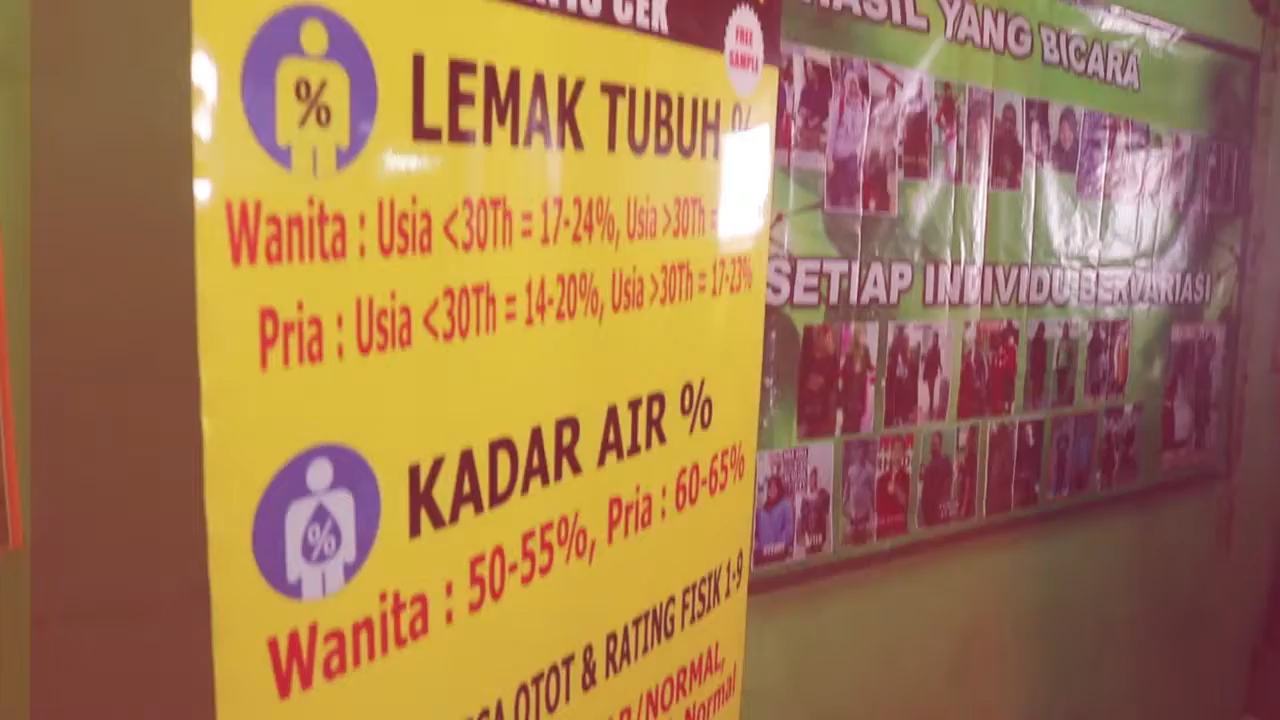 CEK
FREE
SAMPLE
%
LEMAK TUBUH %
Wanita : Usia <30Th = 17-24%, Usia >30Th =
Pria : Usia <30Th = 14-20%, Usia >30Th = 17-23%
%
KADAR AIR %
Wanita : 50-55%, Pria : 60-65%
OTOT & RATING FISIK 1-9
/NORMAL,
Normal
HASIL YANG BICARA
SETIAP INDIVIDU BERVARIASI